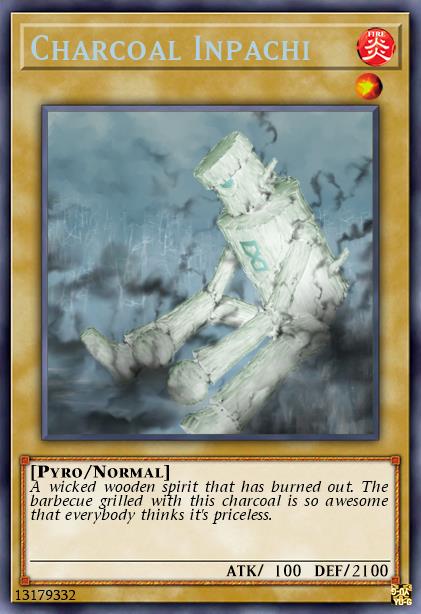 CHARCOAL INPACHI
FIRE
炎
[PYRO/NORMAL]
A wicked wooden spirit that has burned out. The
barbecue grilled with this charcoal is so awesome
that everybody thinks it's priceless.
ATK/ 100 DEF/2100
13179332